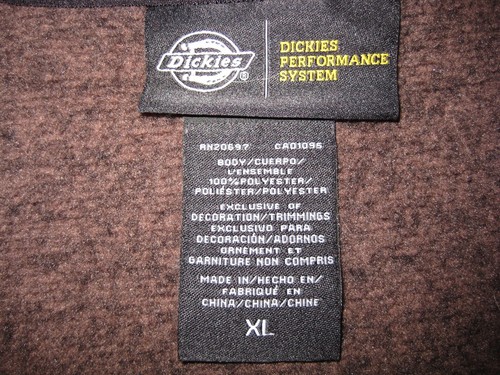 Dickies ®
DICKIES
PERFORMANCE
SYSTEM
RN20697 CA01096
BODY/CUERPO/
L'ENSEMBLE
100%POLYESTER/
POLIÉSTER/POLYESTER
EXCLUSIVE OF
DECORATION/TRIMMINGS
EXCLUSIVO PARA
DECORACIÓN/ADORNOS
ORNEMENT ET
GARNITURE NON COMPRIS
MADE IN/HECHO EN/
FABRIQUÉ EN
CHINA/CHINA/CHINE
XL